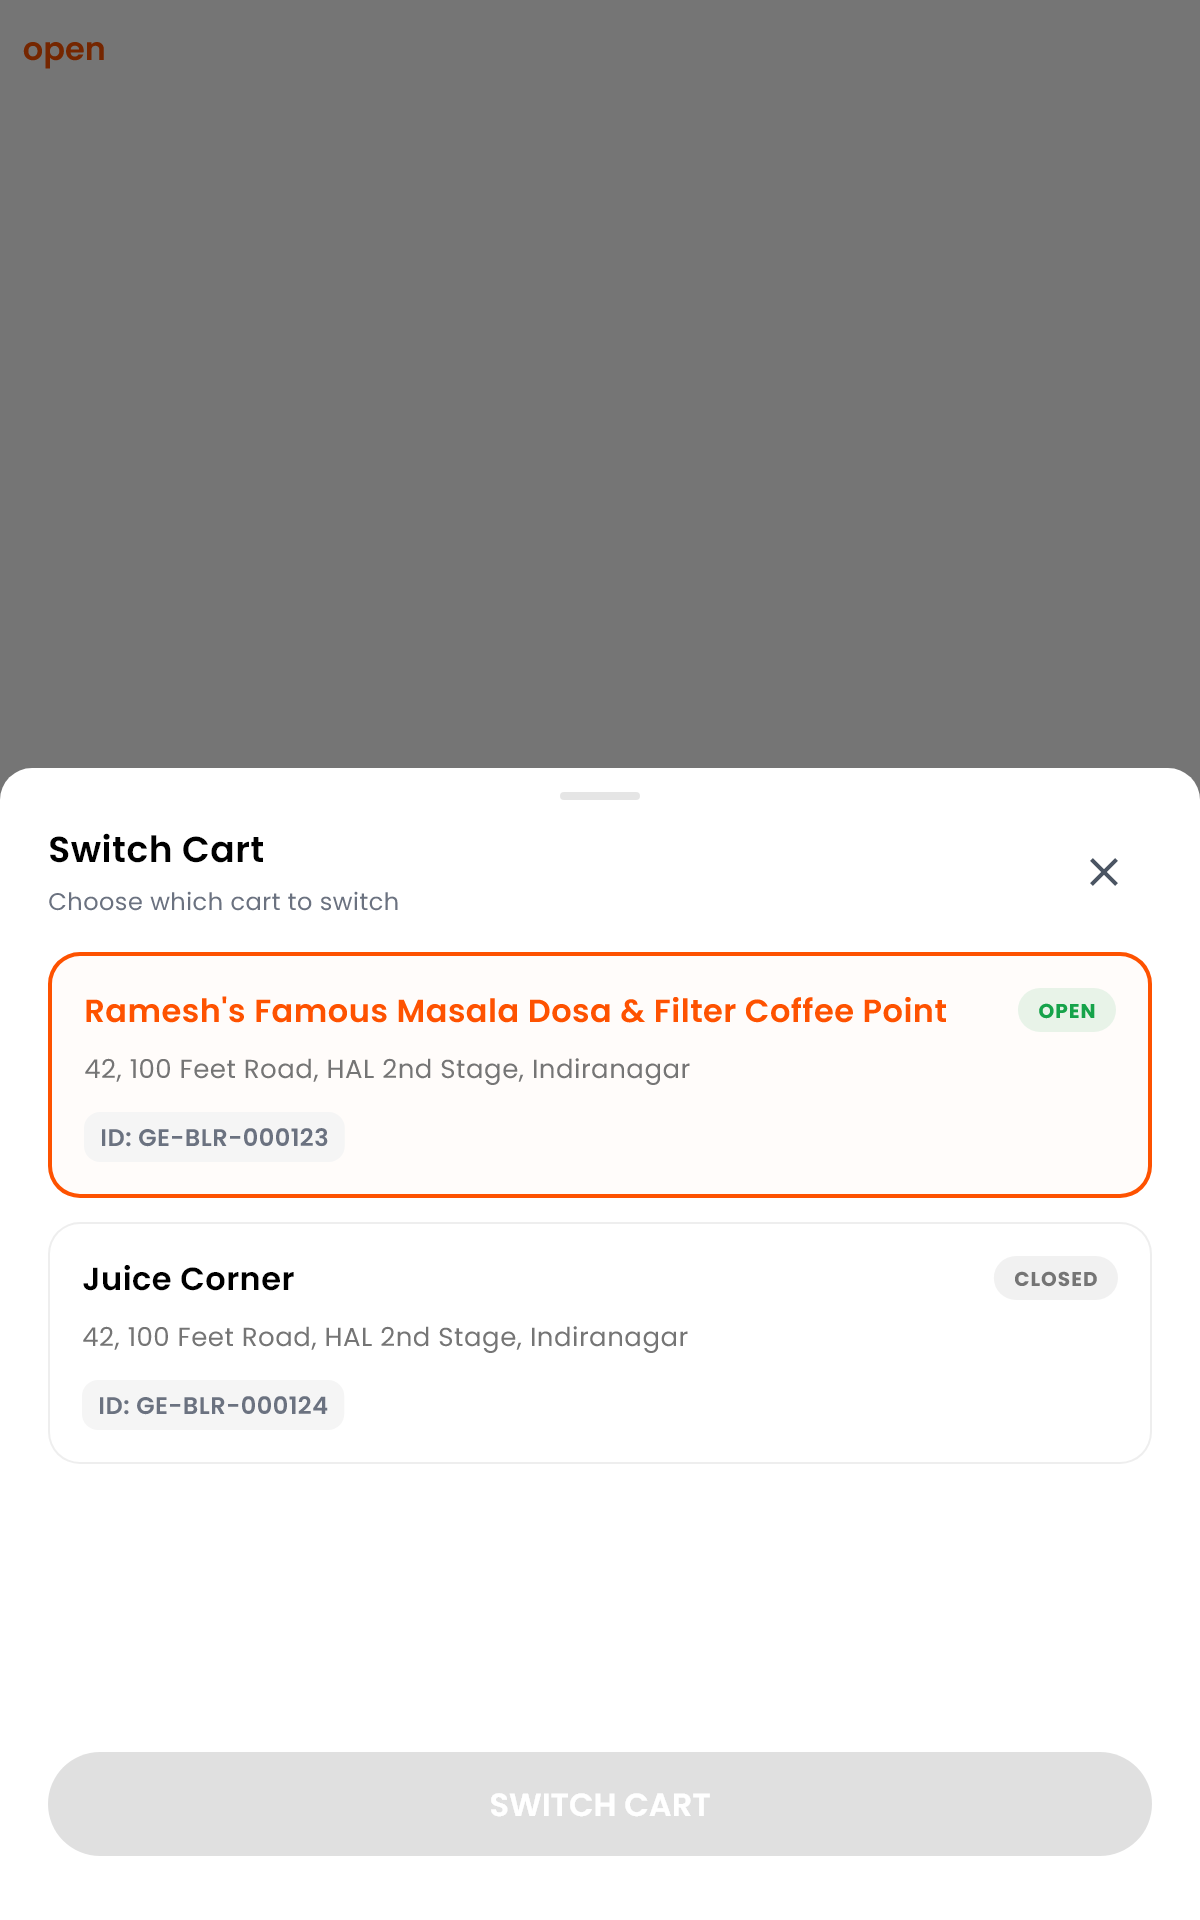 open
Switch Cart
Choose which cart to switch
Ramesh's Famous Masala Dosa & Filter Coffee Point
OPEN
42, 100 Feet Road, HAL 2nd Stage, Indiranagar
ID: GE-BLR-000123
Juice Corner
CLOSED
42, 100 Feet Road, HAL 2nd Stage, Indiranagar
ID: GE-BLR-000124
SWITCH CART